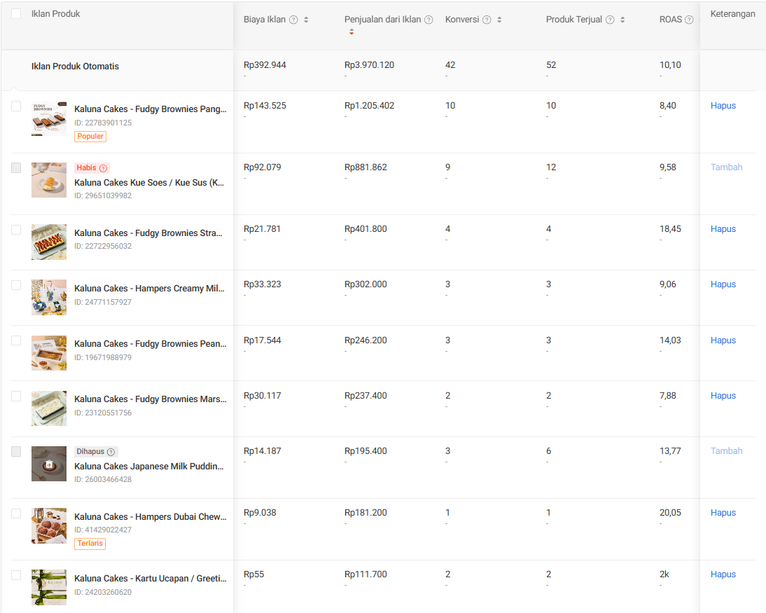 Iklan Produk
Biaya Iklan
Penjualan dari Iklan
Konversi
Produk Terjual
ROAS
Keterangan
Iklan Produk Otomatis
Rp392.944
Rp3.970.120
42
52
10,10
- - - - -
Kaluna Cakes - Fudgy Brownies Pang...
ID: 22783901125
Populer
Rp143.525
Rp1.205.402
10
10
8,40
Hapus
- - - - -
Habis
Kaluna Cakes Kue Soes / Kue Sus (K...
ID: 29651039982
Rp92.079
Rp881.862
9
12
9,58
Tambah
- - - - -
Kaluna Cakes - Fudgy Brownies Stra...
ID: 22722956032
Rp21.781
Rp401.800
4
4
18,45
Hapus
- - - - -
Kaluna Cakes - Hampers Creamy Mil...
ID: 24771157927
Rp33.323
Rp302.000
3
3
9,06
Hapus
- - - - -
Kaluna Cakes - Fudgy Brownies Pean...
ID: 19671988979
Rp17.544
Rp246.200
3
3
14,03
Hapus
- - - - -
Kaluna Cakes - Fudgy Brownies Mars...
ID: 23120551756
Rp30.117
Rp237.400
2
2
7,88
Hapus
- - - - -
Dihapus
Kaluna Cakes Japanese Milk Puddin...
ID: 26003466428
Rp14.187
Rp195.400
3
6
13,77
Tambah
- - - - -
Kaluna Cakes - Hampers Dubai Chew...
ID: 41429022427
Terlaris
Rp9.038
Rp181.200
1
1
20,05
Hapus
- - - - -
Kaluna Cakes - Kartu Ucapan / Greeti...
ID: 24203260620
Rp55
Rp111.700
2
2
2k
Hapus
- - - - -